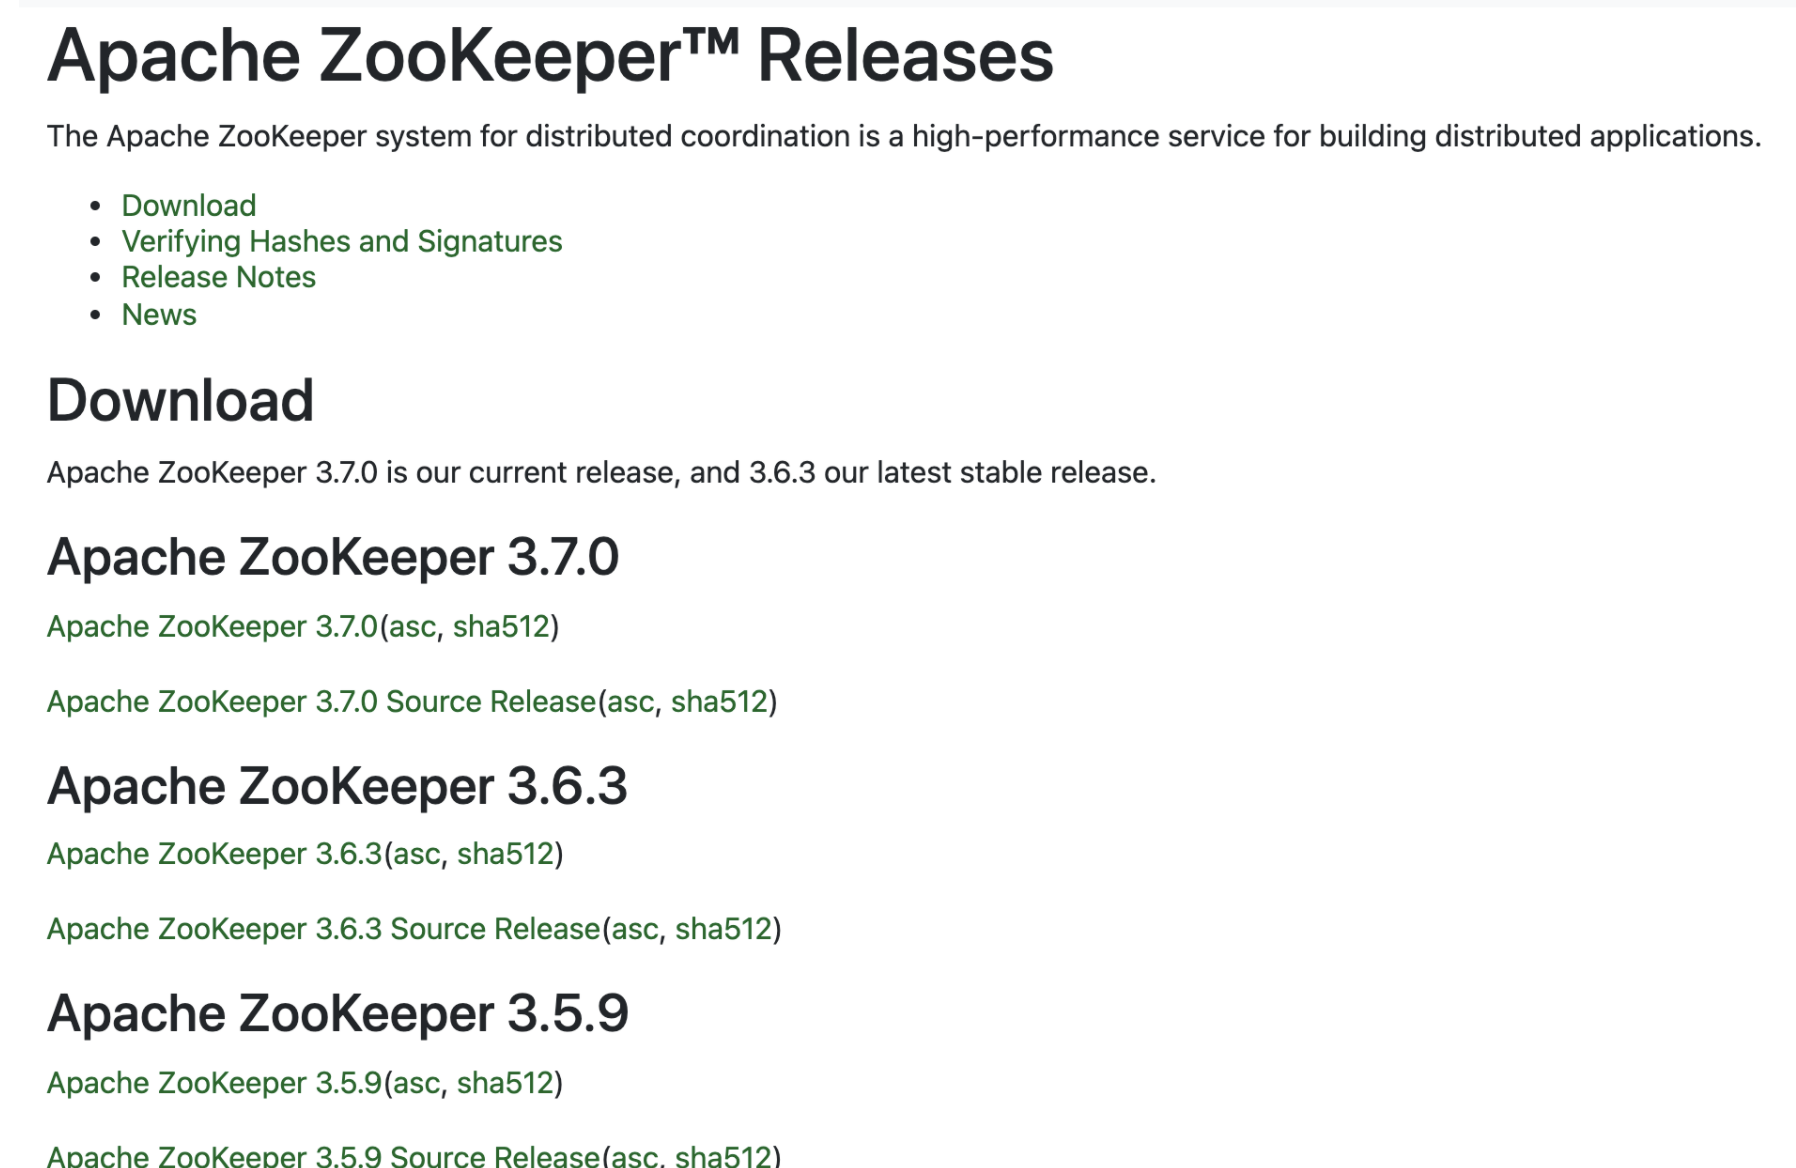 Apache ZooKeeper™ Releases
The Apache ZooKeeper system for distributed coordination is a high-performance service for building distributed applications.
• Download
• Verifying Hashes and Signatures
• Release Notes
• News
Download
Apache ZooKeeper 3.7.0 is our current release, and 3.6.3 our latest stable release.
Apache ZooKeeper 3.7.0
Apache ZooKeeper 3.7.0(asc, sha512)
Apache ZooKeeper 3.7.0 Source Release(asc, sha512)
Apache ZooKeeper 3.6.3
Apache ZooKeeper 3.6.3(asc, sha512)
Apache ZooKeeper 3.6.3 Source Release(asc, sha512)
Apache ZooKeeper 3.5.9
Apache ZooKeeper 3.5.9(asc, sha512)
Apache ZooKeeper 3.5.9 Source Release(asc, sha512)